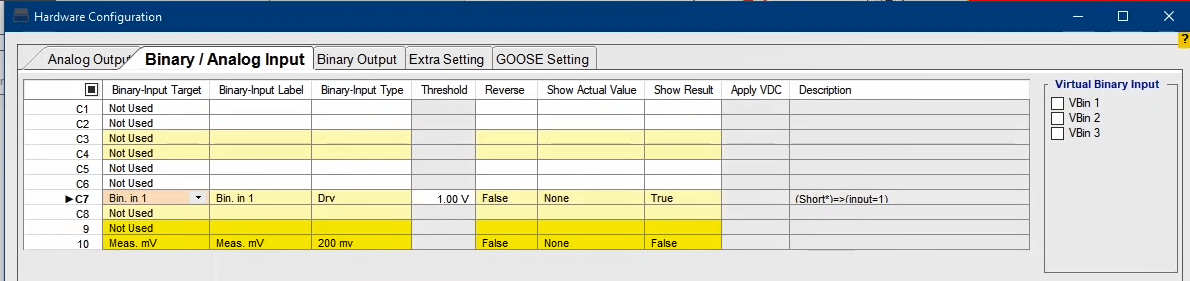 Hardware Configuration
?
Analog Outpu Binary / Analog Input Binary Output Extra Setting GOOSE Setting
Binary-Input Target Binary-Input Label Binary-Input Type Threshold Reverse Show Actual Value Show Result Apply VDC Description
C1 Not Used
C2 Not Used
C3 Not Used
C4 Not Used
C5 Not Used
C6 Not Used
C7 Bin. in 1 Bin. in 1 Dry 1.00 V False None True (Short*)=>(input=1)
C8 Not Used
9 Not Used
10 Meas. mV Meas. mV 200 mv False None False
Virtual Binary Input
VBin 1
VBin 2
VBin 3